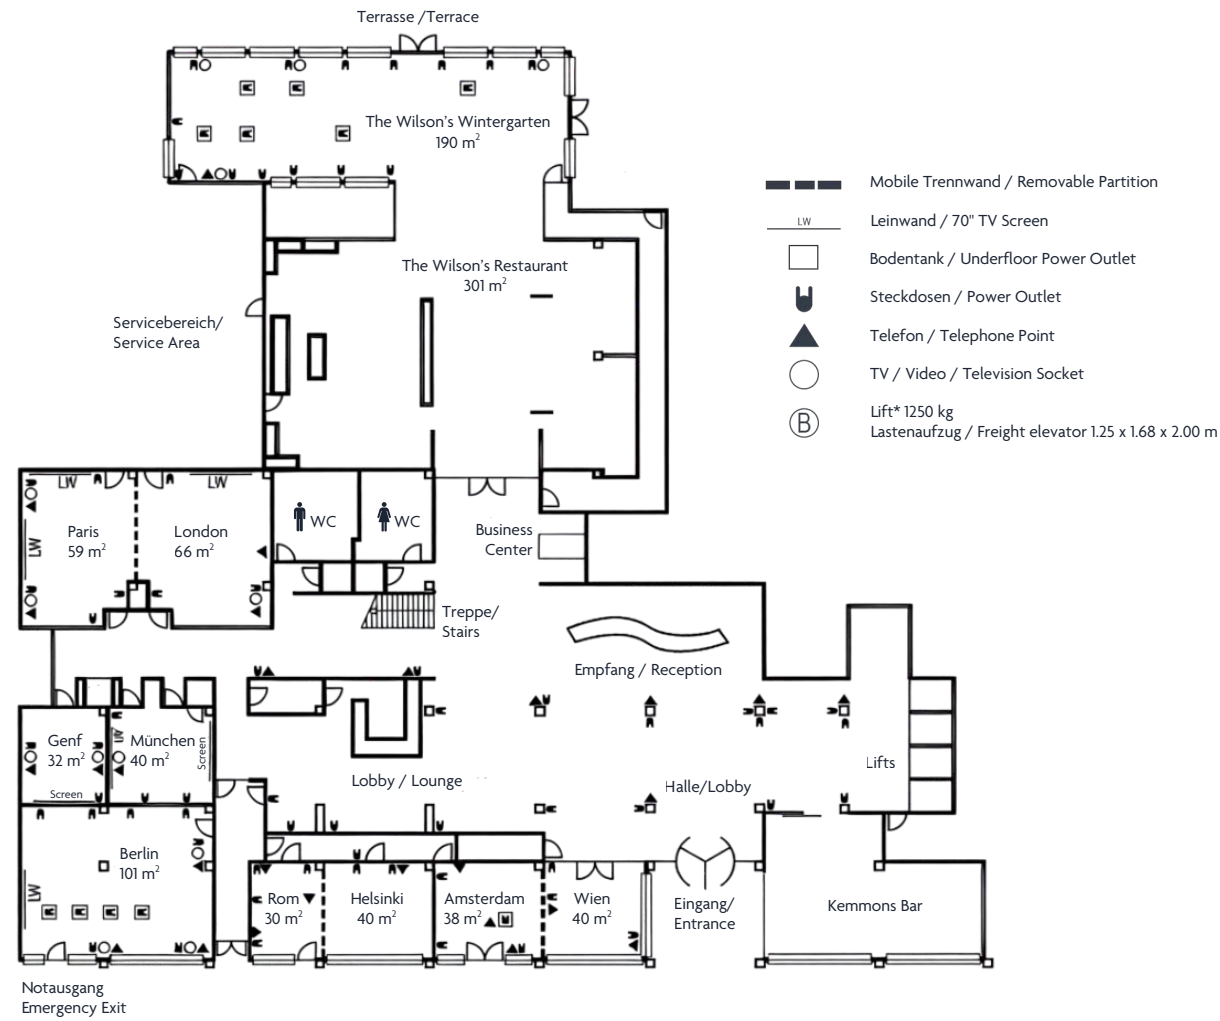 Terrasse /Terrace
The Wilson's Wintergarten
190 m²
Mobile Trennwand / Removable Partition
LW
Leinwand / 70" TV Screen
Bodentank / Underfloor Power Outlet
Steckdosen / Power Outlet
Telefon / Telephone Point
TV / Video / Television Socket
B
Lift* 1250 kg
Lastenaufzug / Freight elevator 1.25 x 1.68 x 2.00 m
The Wilson's Restaurant
301 m²
Servicebereich/
Service Area
LW
LW
Paris
59 m²
LW
London
66 m²
WC
WC
Business
Center
Treppe/
Stairs
Empfang / Reception
Genf
32 m²
Screen
München
40 m²
Screen
Lobby / Lounge
Halle/Lobby
Lifts
Berlin
101 m²
LW
Rom
30 m²
Helsinki
40 m²
Amsterdam
38 m²
Wien
40 m²
Eingang/
Entrance
Kemmons Bar
Notausgang
Emergency Exit